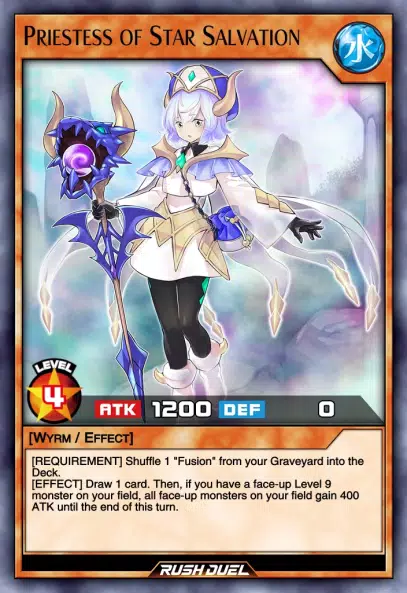 Priestess of Star Salvation
水
LEVEL
4
ATK 1200 DEF 0
[Wyrm / Effect]
[REQUIREMENT] Shuffle 1 "Fusion" from your Graveyard into the
Deck.
[EFFECT] Draw 1 card. Then, if you have a face-up Level 9
monster on your field, all face-up monsters on your field gain 400
ATK until the end of this turn.
RUSH DUEL